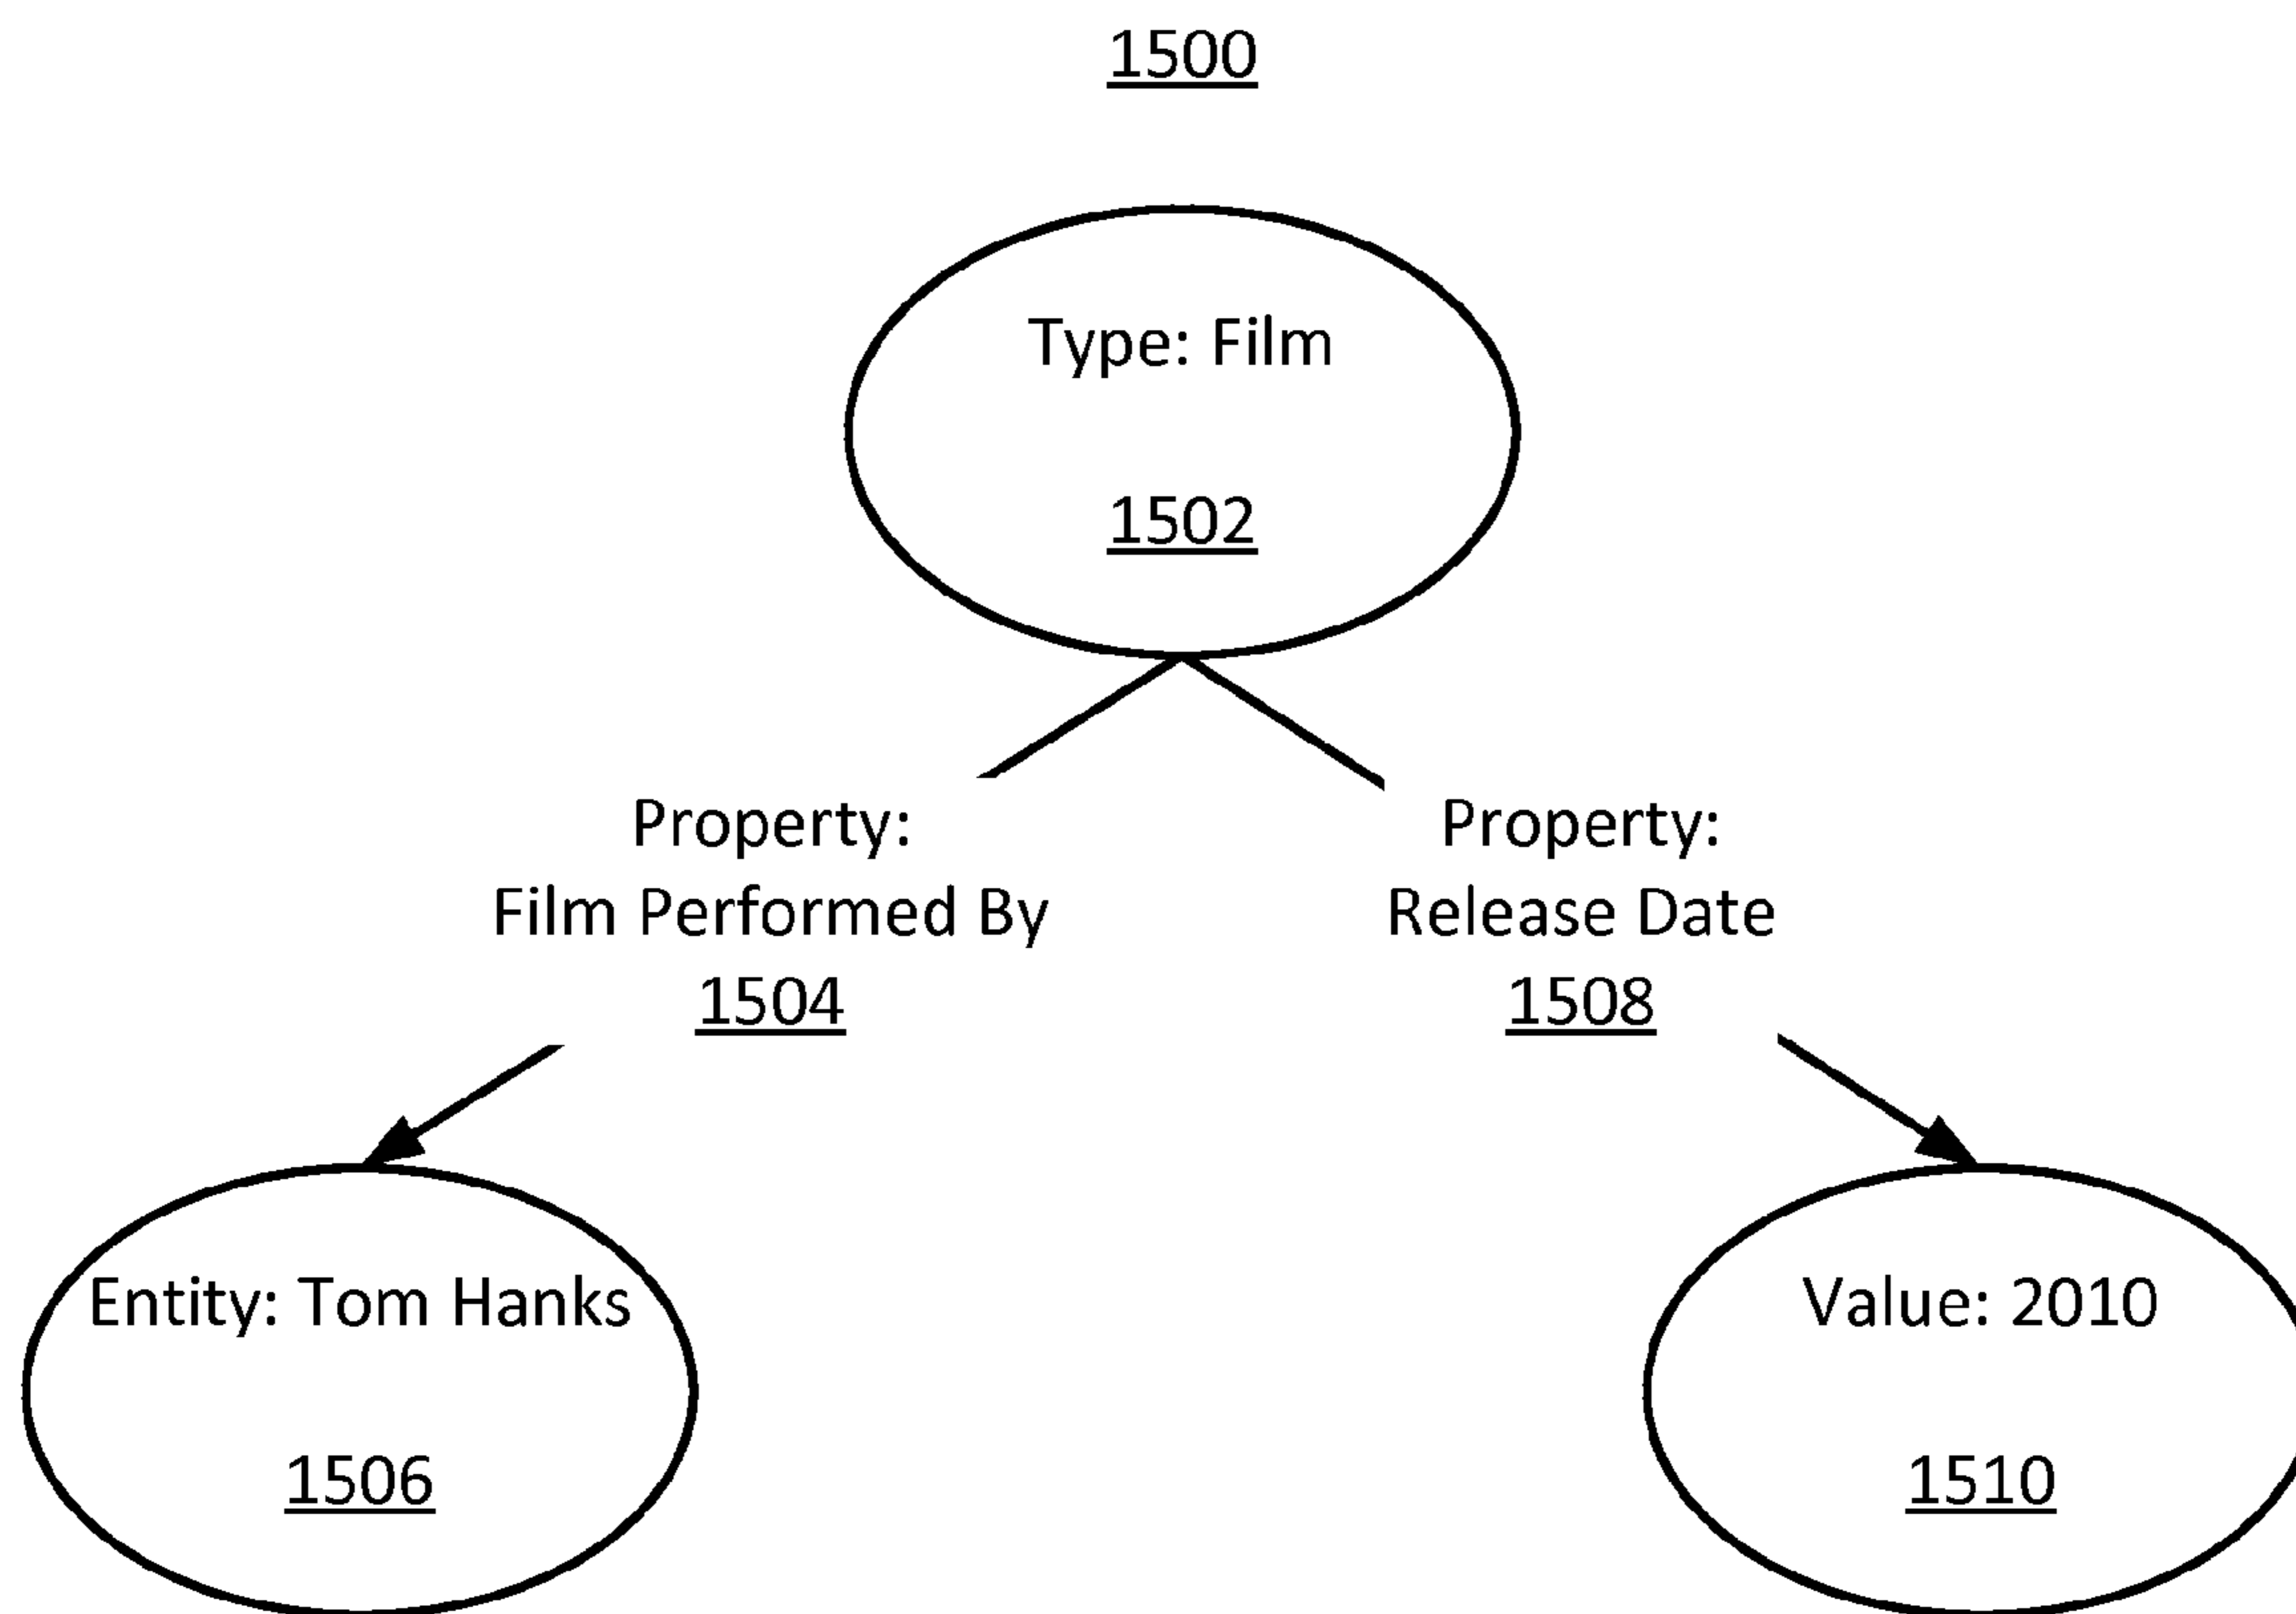 1500
Type: Film
1502
Property:
Film Performed By
1504
Property:
Release Date
1508
Entity: Tom Hanks
1506
Value: 2010
1510